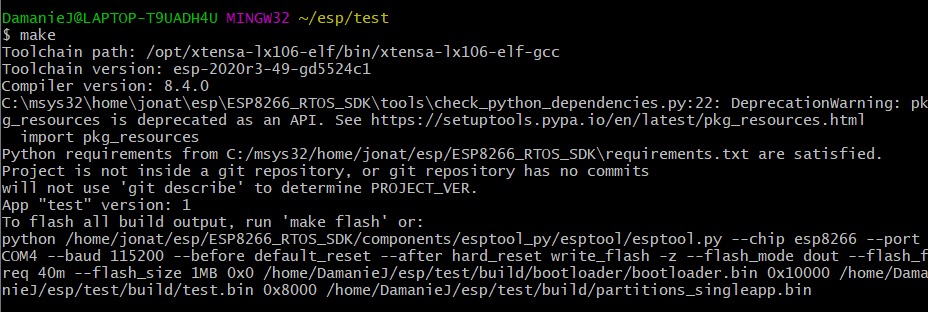 DamanieJ@LAPTOP-T9UADH4U MINGW32 ~/esp/test
$ make
Toolchain path: /opt/xtensa-lx106-elf/bin/xtensa-lx106-elf-gcc
Toolchain version: esp-2020r3-49-gd5524c1
Compiler version: 8.4.0
C:\msys32\home\jonat\esp\ESP8266_RTOS_SDK\tools\check_python_dependencies.py:22: DeprecationWarning: pk
g_resources is deprecated as an API. See https://setuptools.pypa.io/en/latest/pkg_resources.html
  import pkg_resources
Python requirements from C:/msys32/home/jonat/esp/ESP8266_RTOS_SDK\requirements.txt are satisfied.
Project is not inside a git repository, or git repository has no commits
will not use 'git describe' to determine PROJECT_VER.
App "test" version: 1
To flash all build output, run 'make flash' or:
python /home/jonat/esp/ESP8266_RTOS_SDK/components/esptool_py/esptool/esptool.py --chip esp8266 --port
COM4 --baud 115200 --before default_reset --after hard_reset write_flash -z --flash_mode dout --flash_f
req 40m --flash_size 1MB 0x0 /home/DamanieJ/esp/test/build/bootloader/bootloader.bin 0x10000 /home/Dama
nieJ/esp/test/build/test.bin 0x8000 /home/DamanieJ/esp/test/build/partitions_singleapp.bin